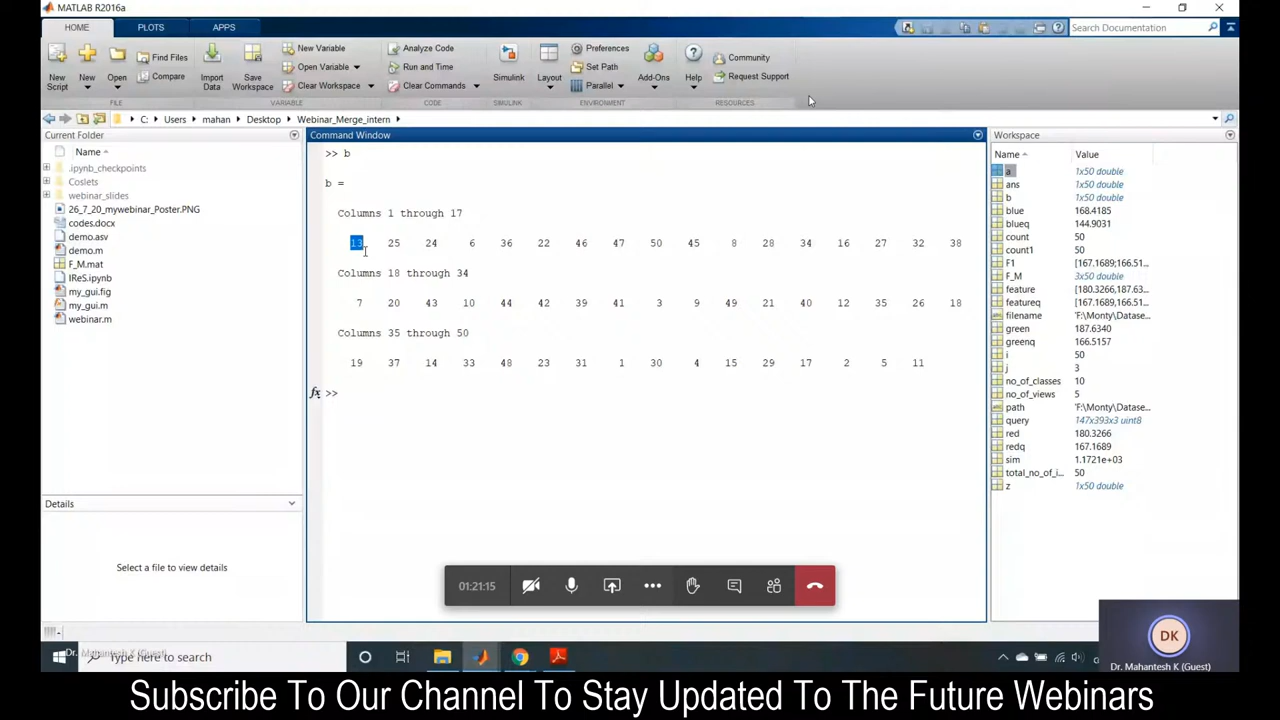 MATLAB R2016a
HOME PLOTS APPS
Search Documentation
New Script
New
Open
Find Files
Compare
Import Data
Save Workspace
New Variable
Open Variable
Clear Workspace
Analyze Code
Run and Time
Clear Commands
Simulink
Layout
Preferences
Set Path
Parallel
Add-Ons
Help
Community
Request Support
FILE VARIABLE CODE SIMULINK ENVIRONMENT RESOURCES
C: Users mahan Desktop Webinar_Merge_intern
Current Folder
Name
.ipynb_checkpoints
Coslets
webinar_slides
26_7_20_mywebinar_Poster.PNG
codes.docx
demo.asv
demo.m
F_M.mat
IReS.ipynb
my_gui.fig
my_gui.m
webinar.m
Details
Select a file to view details
Command Window
>> b
b =
Columns 1 through 17
13 25 24 6 36 22 46 47 50 45 8 28 34 16 27 32 38
Columns 18 through 34
7 20 43 10 44 42 39 41 3 9 49 21 40 12 35 26 18
Columns 35 through 50
19 37 14 33 48 23 31 1 30 4 15 29 17 2 5 11
fx >>
Workspace
Name Value
a 1x50 double
ans 1x50 double
b 1x50 double
blue 168.4185
blueq 144.9031
count 50
count1 50
F1 [167.1689;166.51...
F_M 3x50 double
feature [180.3266,187.63...
featureq [167.1689,166.51...
filename 'F:\Monty\Datase...
green 187.6340
greenq 166.5157
i 50
j 3
no_of_classes 10
no_of_views 5
path 'F:\Monty\Datase...
query 147x393x3 uint8
red 180.3266
redq 167.1689
sim 1.1721e+03
total_no_of_i... 50
z 1x50 double
01:21:15
DK
Dr. Mahantesh K (Guest)
Dr. Mahantesh K (Guest)
Type here to search
Subscribe To Our Channel To Stay Updated To The Future Webinars